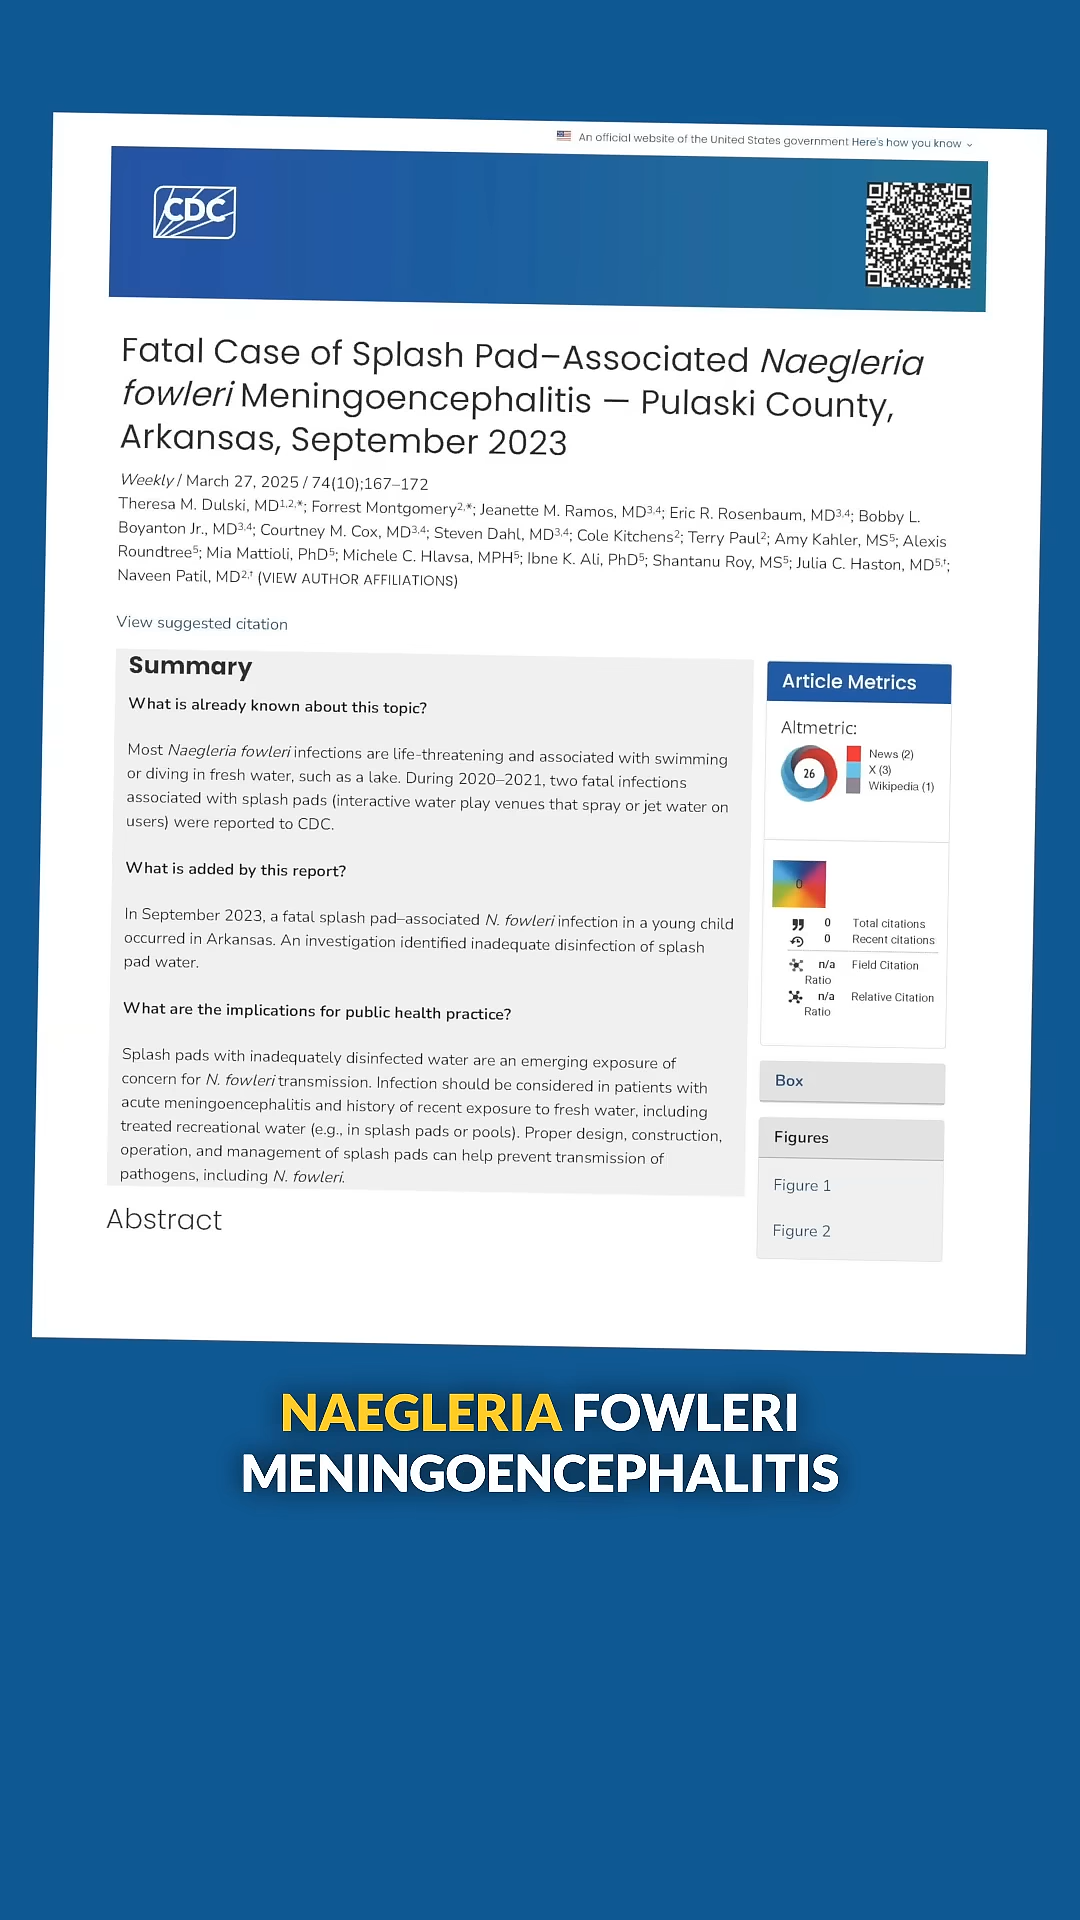 An official website of the United States government Here's how you know
CDC
Fatal Case of Splash Pad–Associated Naegleria
fowleri Meningoencephalitis — Pulaski County,
Arkansas, September 2023
Weekly / March 27, 2025 / 74(10);167–172
Theresa M. Dulski, MD1,2,*; Forrest Montgomery2,*; Jeanette M. Ramos, MD3,4; Eric R. Rosenbaum, MD3,4; Bobby L.
Boyanton Jr., MD3,4; Courtney M. Cox, MD3,4; Steven Dahl, MD3,4; Cole Kitchens2; Terry Paul2; Amy Kahler, MS5; Alexis
Roundtree5; Mia Mattioli, PhD5; Michele C. Hlavsa, MPH5; Ibne K. Ali, PhD5; Shantanu Roy, MS5; Julia C. Haston, MD5,†;
Naveen Patil, MD2,† (VIEW AUTHOR AFFILIATIONS)
View suggested citation
Summary
What is already known about this topic?
Most Naegleria fowleri infections are life-threatening and associated with swimming
or diving in fresh water, such as a lake. During 2020–2021, two fatal infections
associated with splash pads (interactive water play venues that spray or jet water on
users) were reported to CDC.
What is added by this report?
In September 2023, a fatal splash pad–associated N. fowleri infection in a young child
occurred in Arkansas. An investigation identified inadequate disinfection of splash
pad water.
What are the implications for public health practice?
Splash pads with inadequately disinfected water are an emerging exposure of
concern for N. fowleri transmission. Infection should be considered in patients with
acute meningoencephalitis and history of recent exposure to fresh water, including
treated recreational water (e.g., in splash pads or pools). Proper design, construction,
operation, and management of splash pads can help prevent transmission of
pathogens, including N. fowleri.
Abstract
Article Metrics
Altmetric:
26
News (2)
X (3)
Wikipedia (1)
0
0 Total citations
0 Recent citations
n/a Field Citation
Ratio
n/a Relative Citation
Ratio
Box
Figures
Figure 1
Figure 2
NAEGLERIA FOWLERI
MENINGOENCEPHALITIS